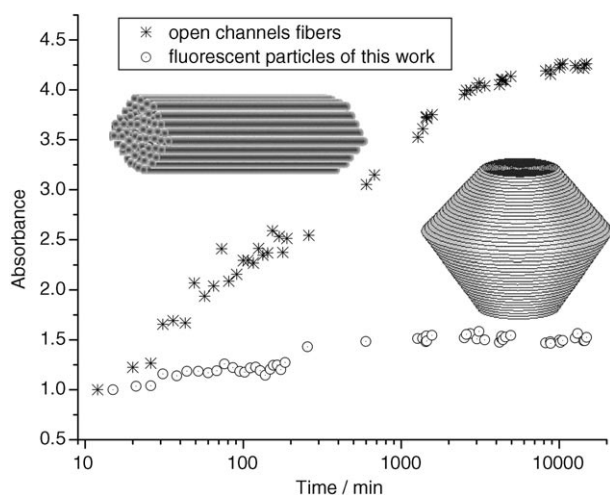 open channels fibers
fluorescent particles of this work
4.5
4.0
3.5
3.0
2.5
2.0
1.5
1.0
0.5
Absorbance
10 100 1000 10000
Time / min